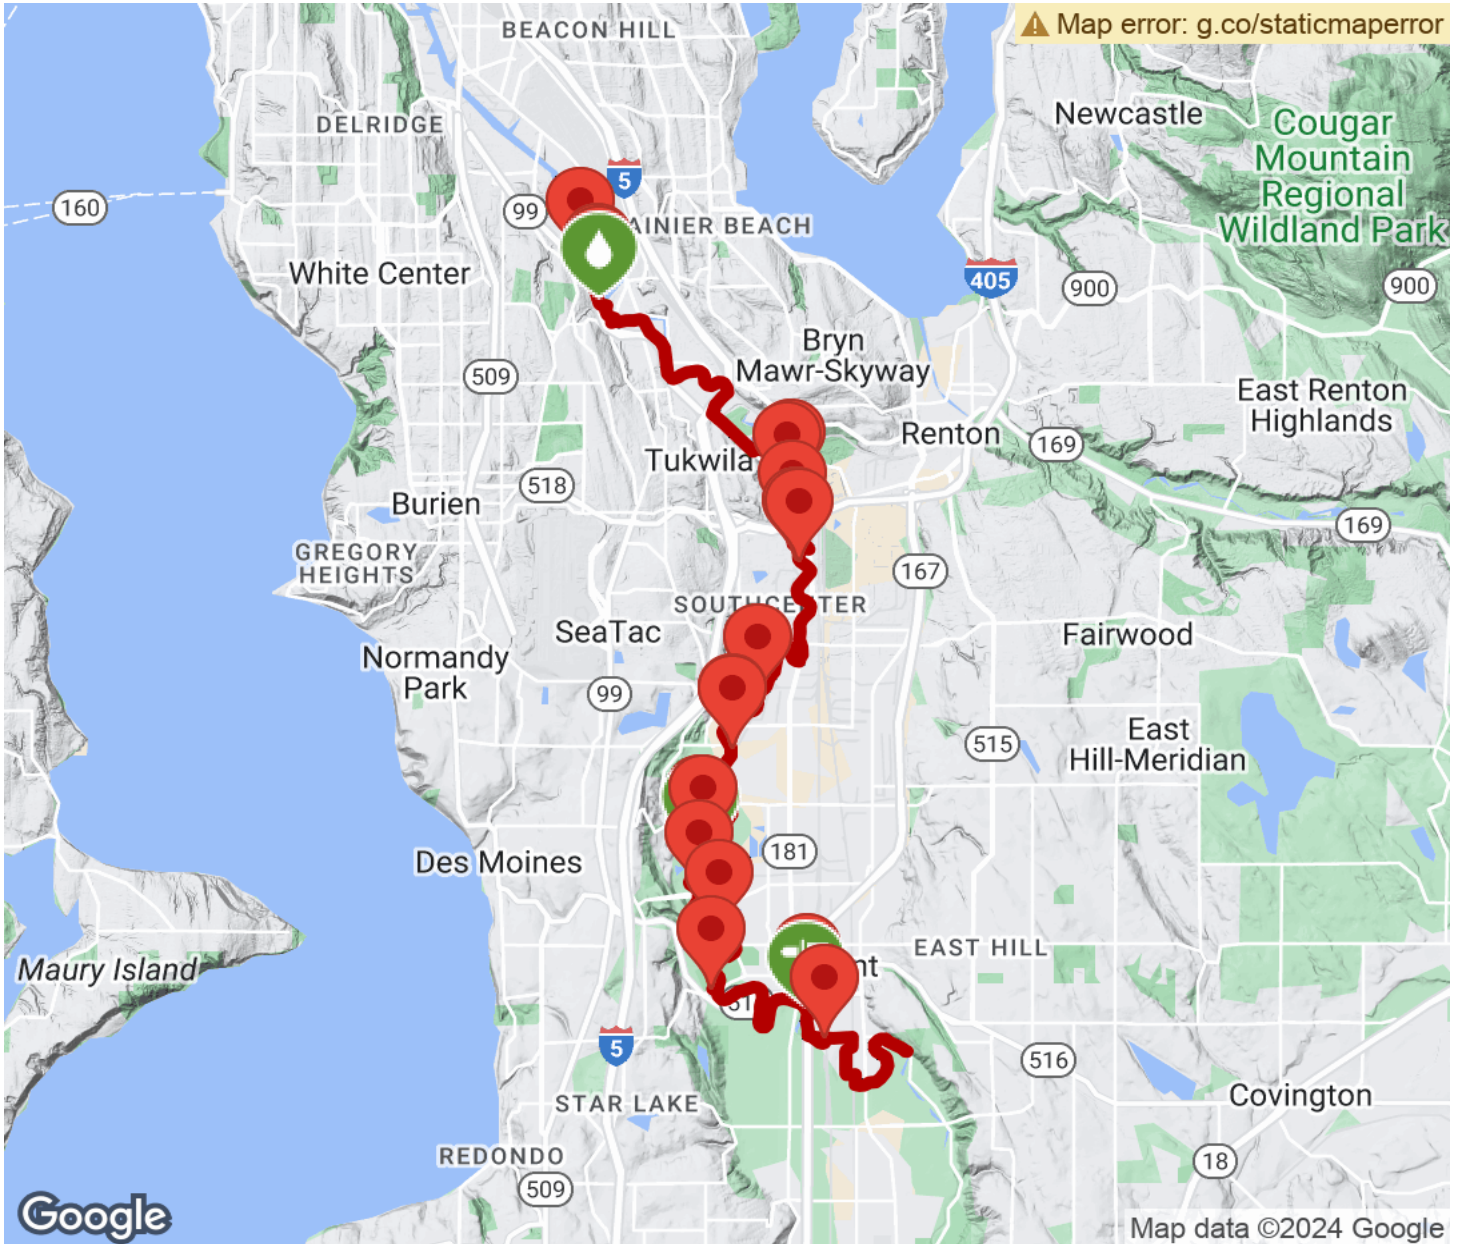 BEACON HILL
Map error: g.co/staticmaperror
DELRIDGE
Newcastle
Cougar
Mountain
Regional
Wildland Park
5
160
99
AINIER BEACH
White Center
405
900
900
Bryn
Mawr-Skyway
509
East Renton
Highlands
Renton
169
Tukwila
518
Burien
169
GREGORY
HEIGHTS
167
SOUTHCENTER
SeaTac
Fairwood
Normandy
Park
99
East
Hill-Meridian
515
181
Des Moines
EAST HILL
Maury Island
nt
51
5
516
STAR LAKE
Covington
REDONDO
18
509
Google
Map data ©2024 Google